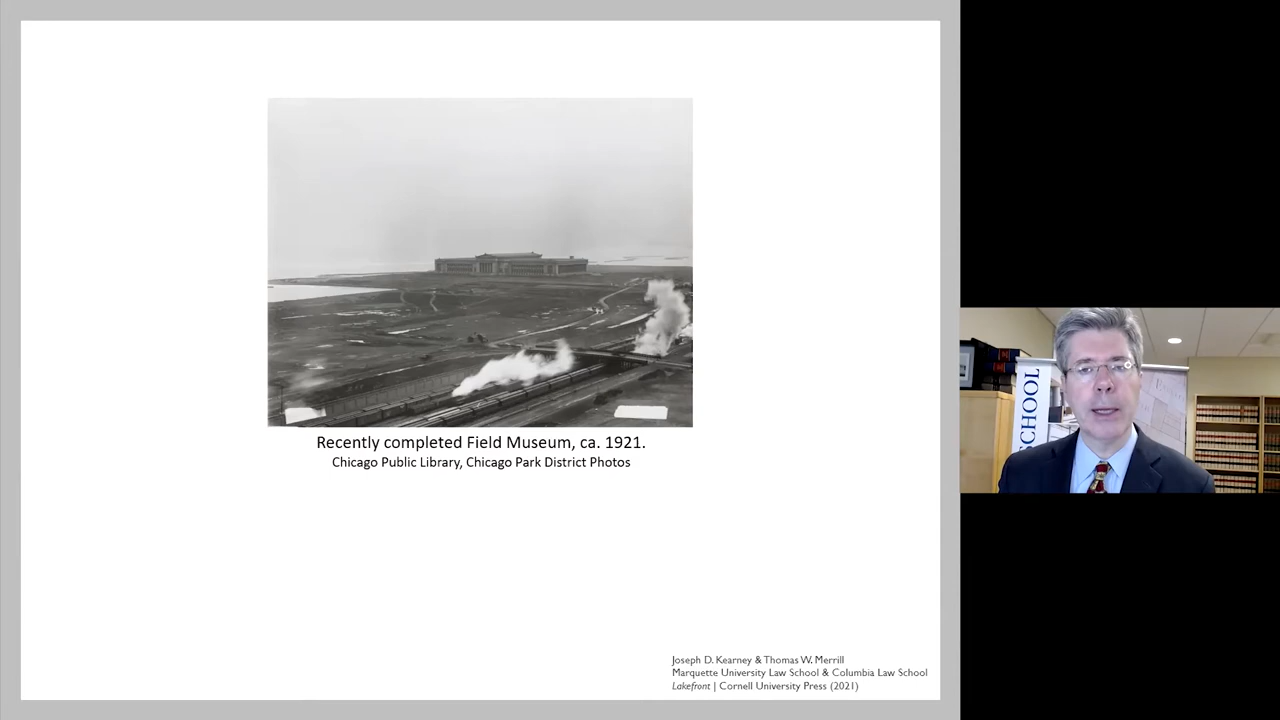 Recently completed Field Museum, ca. 1921.
Chicago Public Library, Chicago Park District Photos
SCHOOL
Joseph D. Kearney & Thomas W. Merrill
Marquette University Law School & Columbia Law School
Lakefront | Cornell University Press (2021)